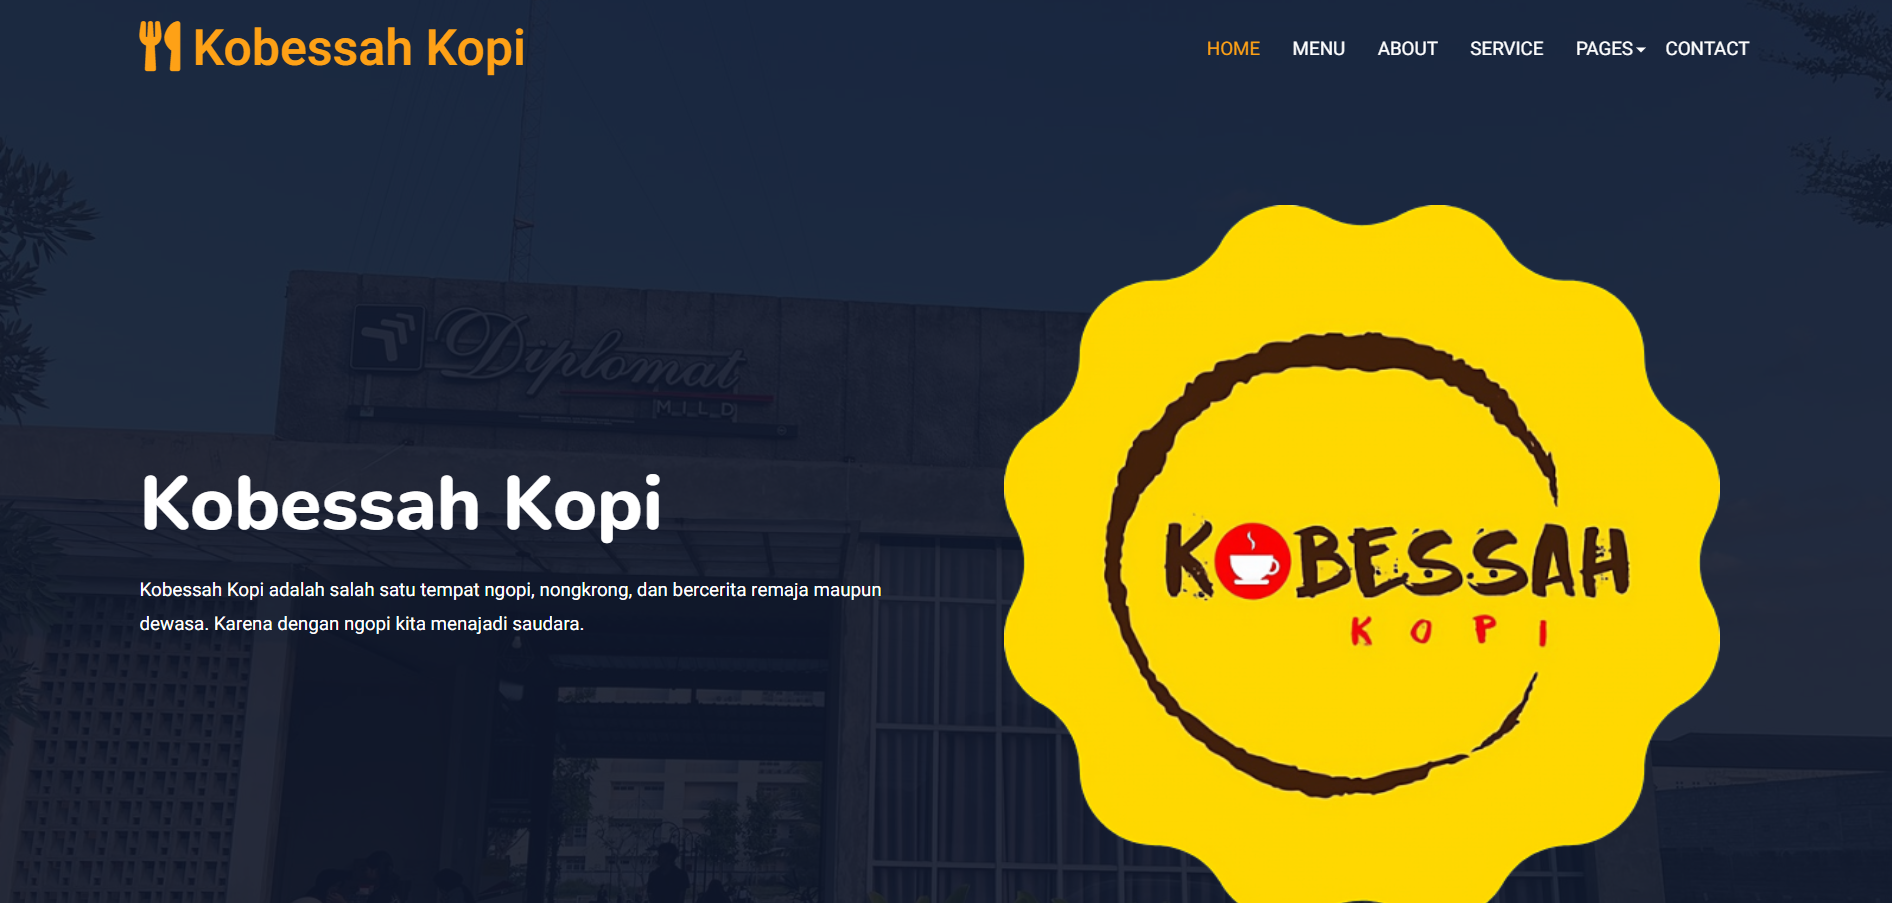 Kobessah Kopi
HOME MENU ABOUT SERVICE PAGES CONTACT
Diplomat
MILD
Kobessah Kopi
Kobessah Kopi adalah salah satu tempat ngopi, nongkrong, dan bercerita remaja maupun
dewasa. Karena dengan ngopi kita menajadi saudara.
KOBESSAH
KOPI